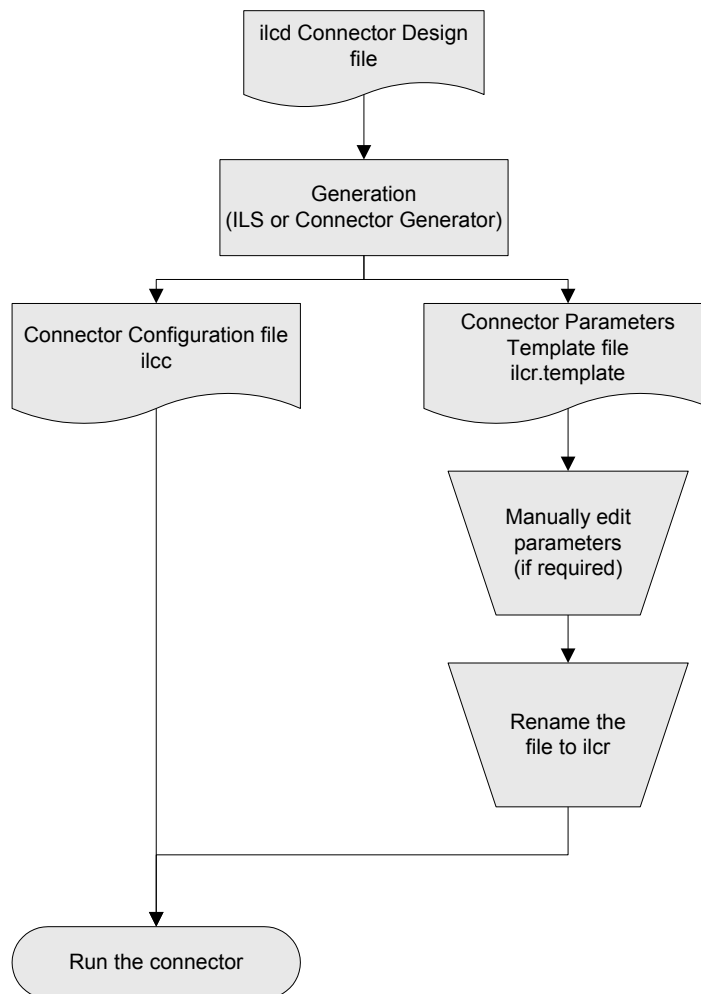 ilcd Connector Design
file
Generation
(ILS or Connector Generator)
Connector Configuration file
ilcc
Connector Parameters
Template file
ilcr.template
Manually edit
parameters
(if required)
Rename the
file to ilcr
Run the connector